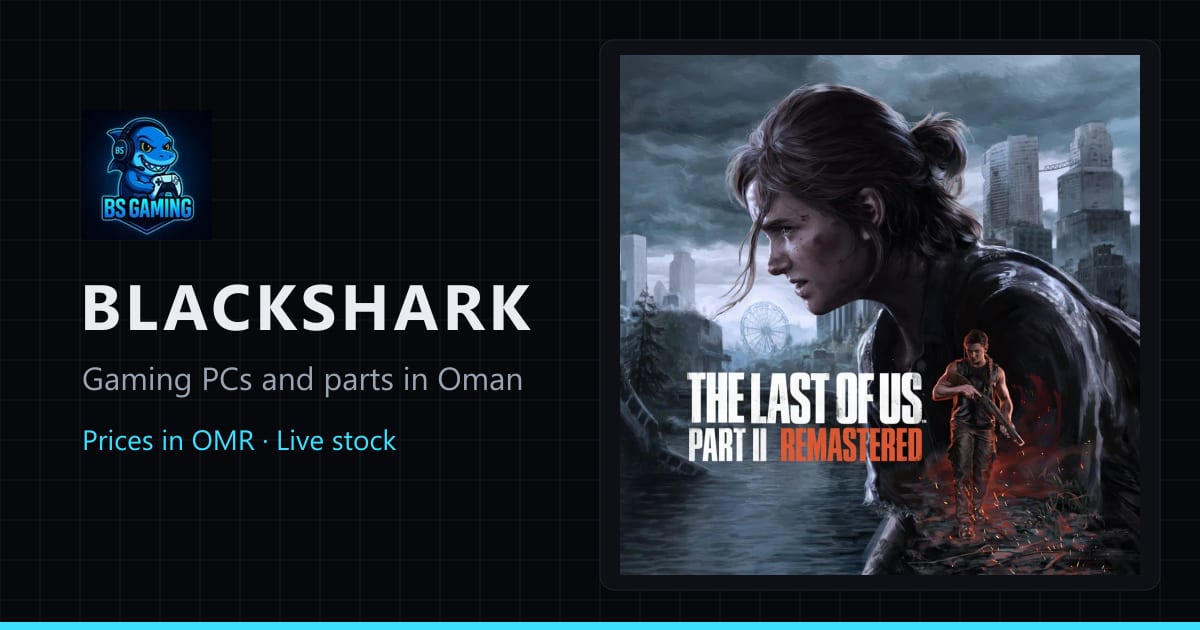 BS
BS GAMING
BLACKSHARK
Gaming PCs and parts in Oman
Prices in OMR · Live stock
THE LAST OF US
PART II REMASTERED